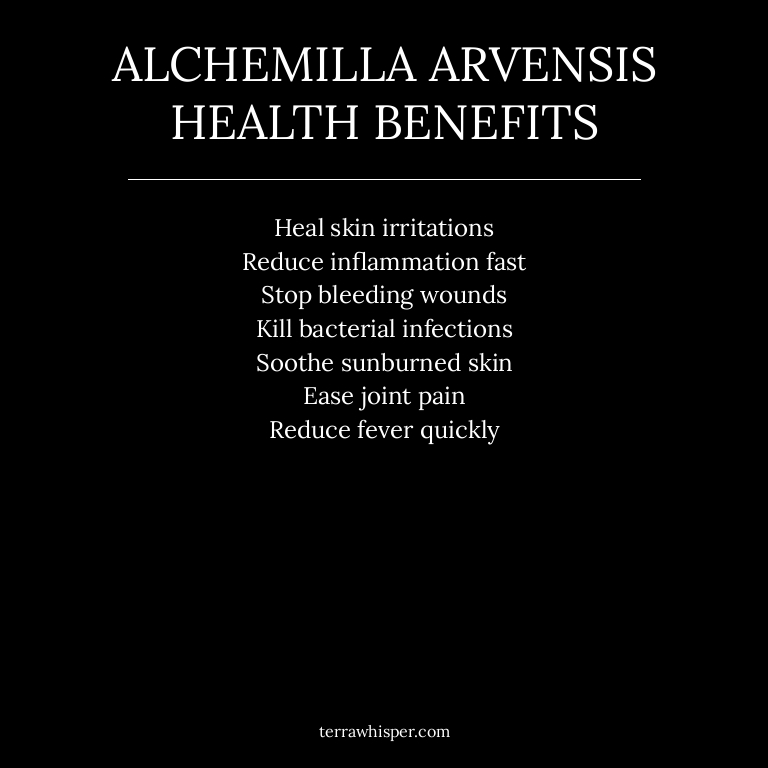 ALCHEMILLA ARVENSIS
HEALTH BENEFITS
Heal skin irritations
Reduce inflammation fast
Stop bleeding wounds
Kill bacterial infections
Soothe sunburned skin
Ease joint pain
Reduce fever quickly
terrawhisper.com